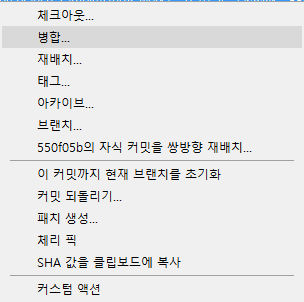 체크아웃...
병합...
재배치...
태그...
아카이브...
브랜치...
550f05b의 자식 커밋을 쌍방향 재배치...
이 커밋까지 현재 브랜치를 초기화
커밋 되돌리기...
패치 생성...
체리 픽
SHA 값을 클립보드에 복사
커스텀 액션